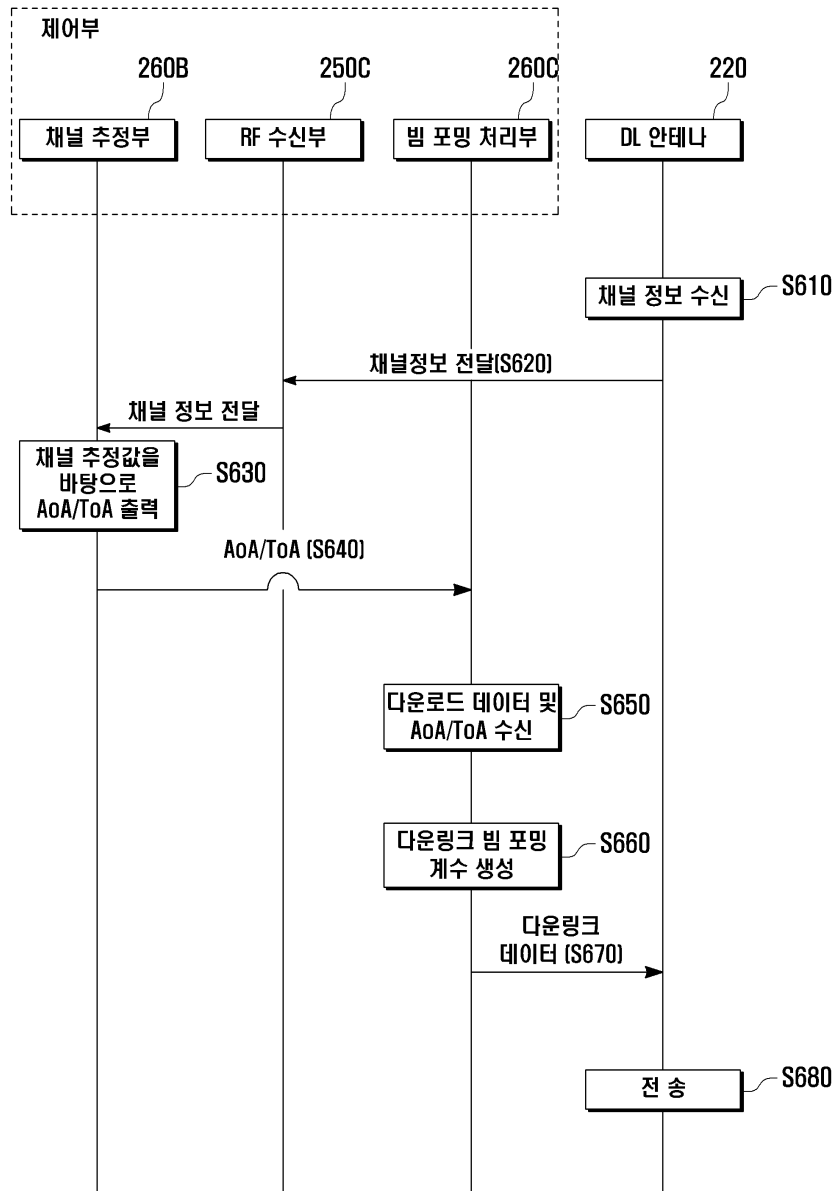 제어부
260B
250C
260C
220
채널 추정부
RF 수신부
빔 포밍 처리부
DL 안테나
채널 정보 수신
S610
채널정보 전달(S620)
채널 정보 전달
채널 추정값을
바탕으로
AoA/ToA 출력
S630
AoA/ToA (S640)
다운로드 데이터 및
AoA/ToA 수신
S650
다운링크 빔 포밍
계수 생성
S660
다운링크
데이터 (S670)
전 송
S680